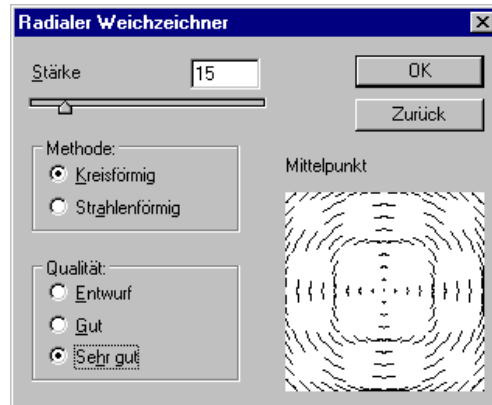 Radialer Weichzeichner
Stärke 15
OK
Zurück
Methode:
Kreisförmig
Strahlenförmig
Mittelpunkt
Qualität:
Entwurf
Gut
Sehr gut